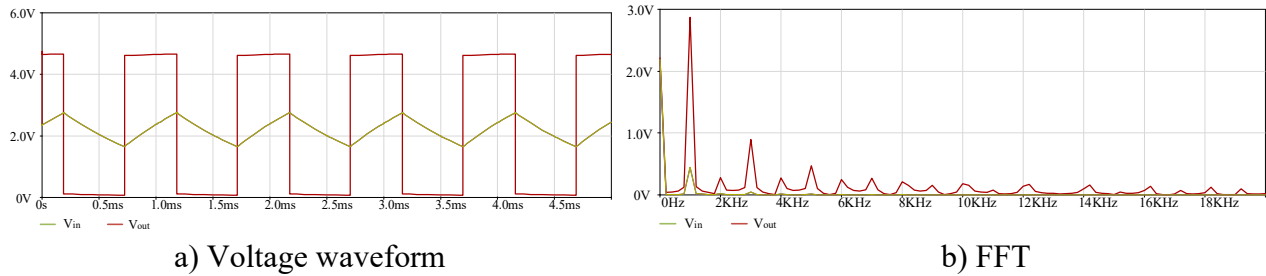 6.0V
4.0V
2.0V
0V
0s 0.5ms 1.0ms 1.5ms 2.0ms 2.5ms 3.0ms 3.5ms 4.0ms 4.5ms
Vin Vout
a) Voltage waveform
3.0V
2.0V
1.0V
0V
0Hz 2KHz 4KHz 6KHz 8KHz 10KHz 12KHz 14KHz 16KHz 18KHz
Vin Vout
b) FFT